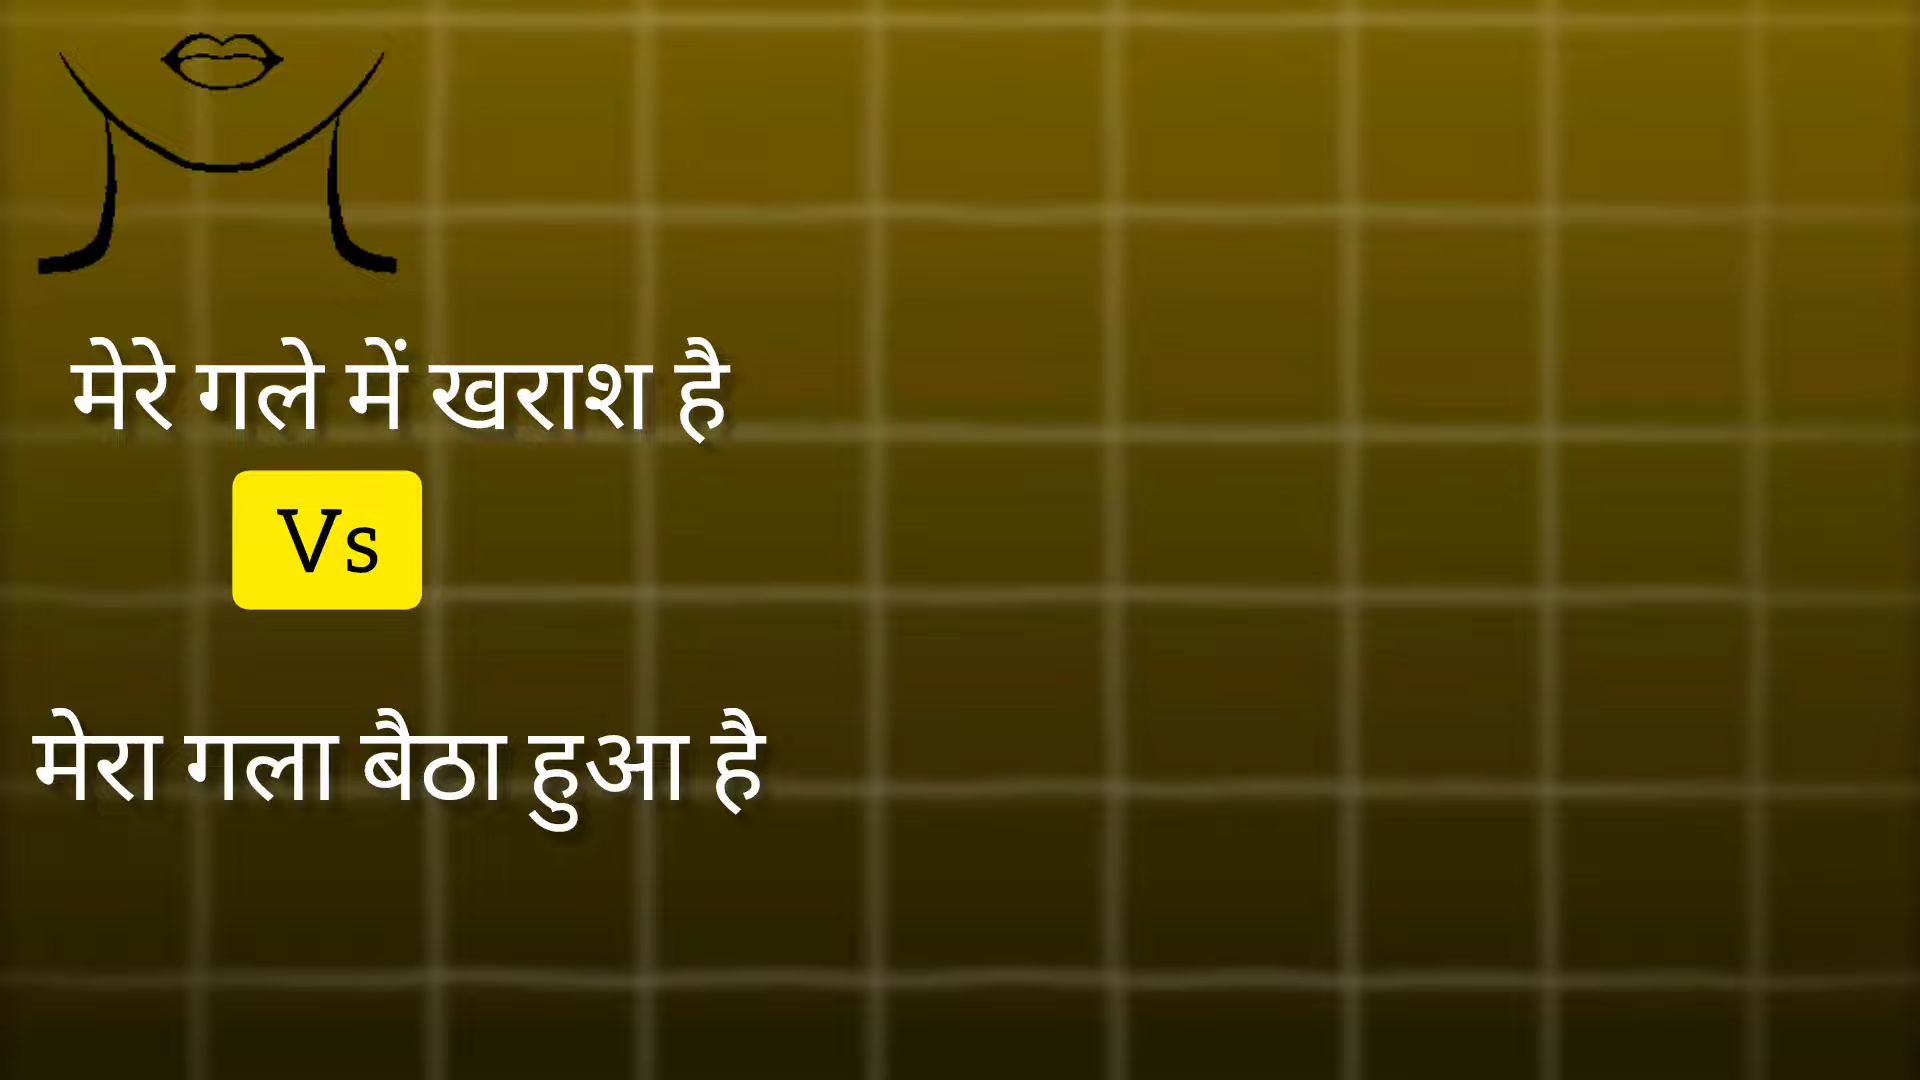 मेरे गले में खराश है
Vs
मेरा गला बैठा हुआ है